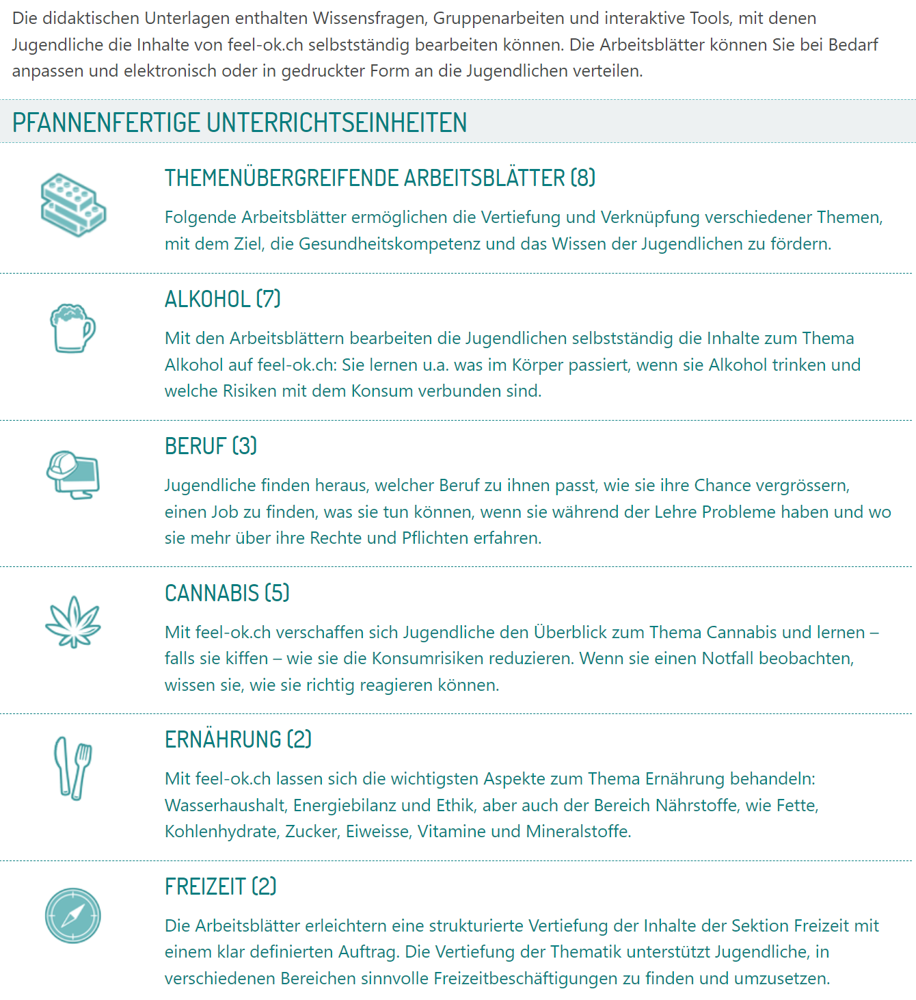 Die didaktischen Unterlagen enthalten Wissensfragen, Gruppenarbeiten und interaktive Tools, mit denen
Jugendliche die Inhalte von feel-ok.ch selbstständig bearbeiten können. Die Arbeitsblätter können Sie bei Bedarf
anpassen und elektronisch oder in gedruckter Form an die Jugendlichen verteilen.
PFANNENFERTIGE UNTERRICHTSEINHEITEN
THEMENÜBERGREIFENDE ARBEITSBLÄTTER (8)
Folgende Arbeitsblätter ermöglichen die Vertiefung und Verknüpfung verschiedener Themen,
mit dem Ziel, die Gesundheitskompetenz und das Wissen der Jugendlichen zu fördern.
ALKOHOL (7)
Mit den Arbeitsblättern bearbeiten die Jugendlichen selbstständig die Inhalte zum Thema
Alkohol auf feel-ok.ch: Sie lernen u.a. was im Körper passiert, wenn sie Alkohol trinken und
welche Risiken mit dem Konsum verbunden sind.
BERUF (3)
Jugendliche finden heraus, welcher Beruf zu ihnen passt, wie sie ihre Chance vergrössern,
einen Job zu finden, was sie tun können, wenn sie während der Lehre Probleme haben und wo
sie mehr über ihre Rechte und Pflichten erfahren.
CANNABIS (5)
Mit feel-ok.ch verschaffen sich Jugendliche den Überblick zum Thema Cannabis und lernen –
falls sie kiffen – wie sie die Konsumrisiken reduzieren. Wenn sie einen Notfall beobachten,
wissen sie, wie sie richtig reagieren können.
ERNÄHRUNG (2)
Mit feel-ok.ch lassen sich die wichtigsten Aspekte zum Thema Ernährung behandeln:
Wasserhaushalt, Energiebilanz und Ethik, aber auch der Bereich Nährstoffe, wie Fette,
Kohlenhydrate, Zucker, Eiweisse, Vitamine und Mineralstoffe.
FREIZEIT (2)
Die Arbeitsblätter erleichtern eine strukturierte Vertiefung der Inhalte der Sektion Freizeit mit
einem klar definierten Auftrag. Die Vertiefung der Thematik unterstützt Jugendliche, in
verschiedenen Bereichen sinnvolle Freizeitbeschäftigungen zu finden und umzusetzen.